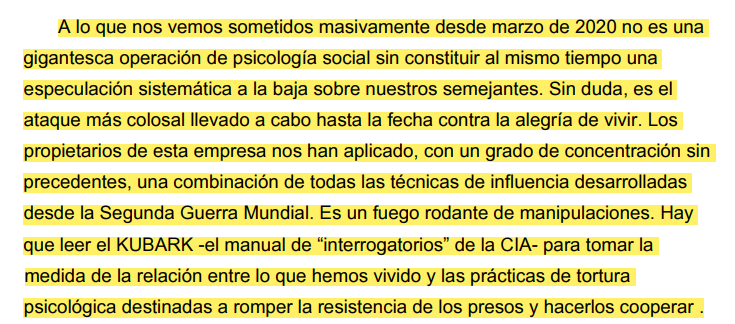 A lo que nos vemos sometidos masivamente desde marzo de 2020 no es una
gigantesca operación de psicología social sin constituir al mismo tiempo una
especulación sistemática a la baja sobre nuestros semejantes. Sin duda, es el
ataque más colosal llevado a cabo hasta la fecha contra la alegría de vivir. Los
propietarios de esta empresa nos han aplicado, con un grado de concentración sin
precedentes, una combinación de todas las técnicas de influencia desarrolladas
desde la Segunda Guerra Mundial. Es un fuego rodante de manipulaciones. Hay
que leer el KUBARK -el manual de “interrogatorios” de la CIA- para tomar la
medida de la relación entre lo que hemos vivido y las prácticas de tortura
psicológica destinadas a romper la resistencia de los presos y hacerlos cooperar .